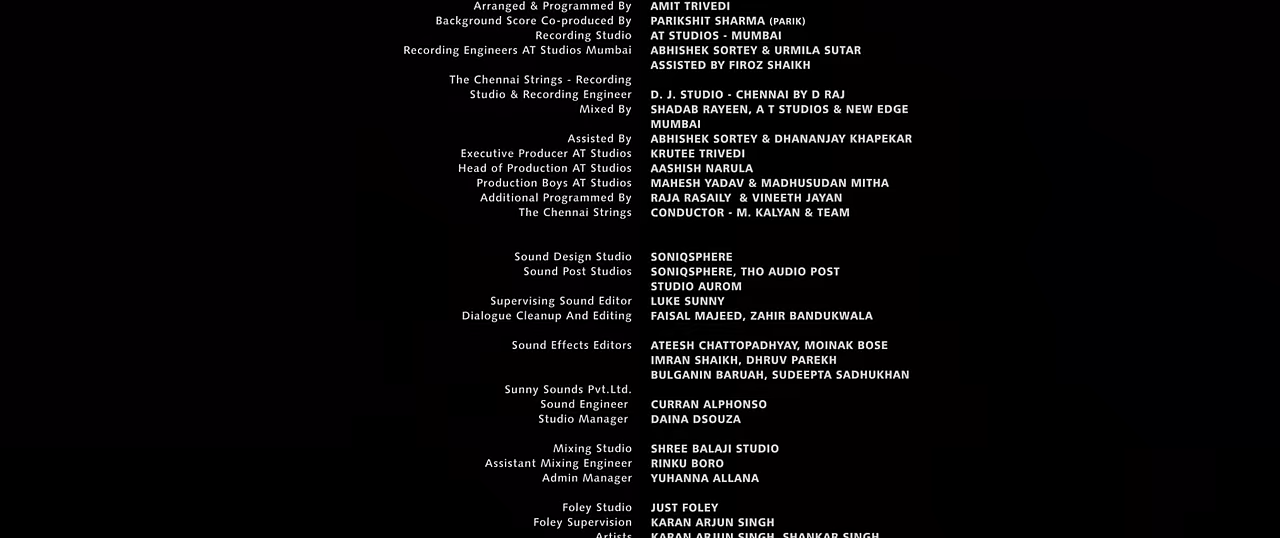 Arranged & Programmed By AMIT TRIVEDI
Background Score Co-produced By PARIKSHIT SHARMA (PARIK)
Recording Studio AT STUDIOS - MUMBAI
Recording Engineers AT Studios Mumbai ABHISHEK SORTEY & URMILA SUTAR
ASSISTED BY FIROZ SHAIKH
The Chennai Strings - Recording
Studio & Recording Engineer D. J. STUDIO - CHENNAI BY D RAJ
Mixed By SHADAB RAYEEN, A T STUDIOS & NEW EDGE
MUMBAI
Assisted By ABHISHEK SORTEY & DHANANJAY KHAPEKAR
Executive Producer AT Studios KRUTEE TRIVEDI
Head of Production AT Studios AASHISH NARULA
Production Boys AT Studios MAHESH YADAV & MADHUSUDAN MITHA
Additional Programmed By RAJA RASAILY & VINEETH JAYAN
The Chennai Strings CONDUCTOR - M. KALYAN & TEAM
Sound Design Studio SONIQSPHERE
Sound Post Studios SONIQSPHERE, THO AUDIO POST
STUDIO AUROM
Supervising Sound Editor LUKE SUNNY
Dialogue Cleanup And Editing FAISAL MAJEED, ZAHIR BANDUKWALA
Sound Effects Editors ATEESH CHATTOPADHYAY, MOINAK BOSE
IMRAN SHAIKH, DHRUV PAREKH
BULGANIN BARUAH, SUDEEPTA SADHUKHAN
Sunny Sounds Pvt.Ltd.
Sound Engineer CURRAN ALPHONSO
Studio Manager DAINA DSOUZA
Mixing Studio SHREE BALAJI STUDIO
Assistant Mixing Engineer RINKU BORO
Admin Manager YUHANNA ALLANA
Foley Studio JUST FOLEY
Foley Supervision KARAN ARJUN SINGH
Artists KARAN ARJUN SINGH, SHANKAR SINGH